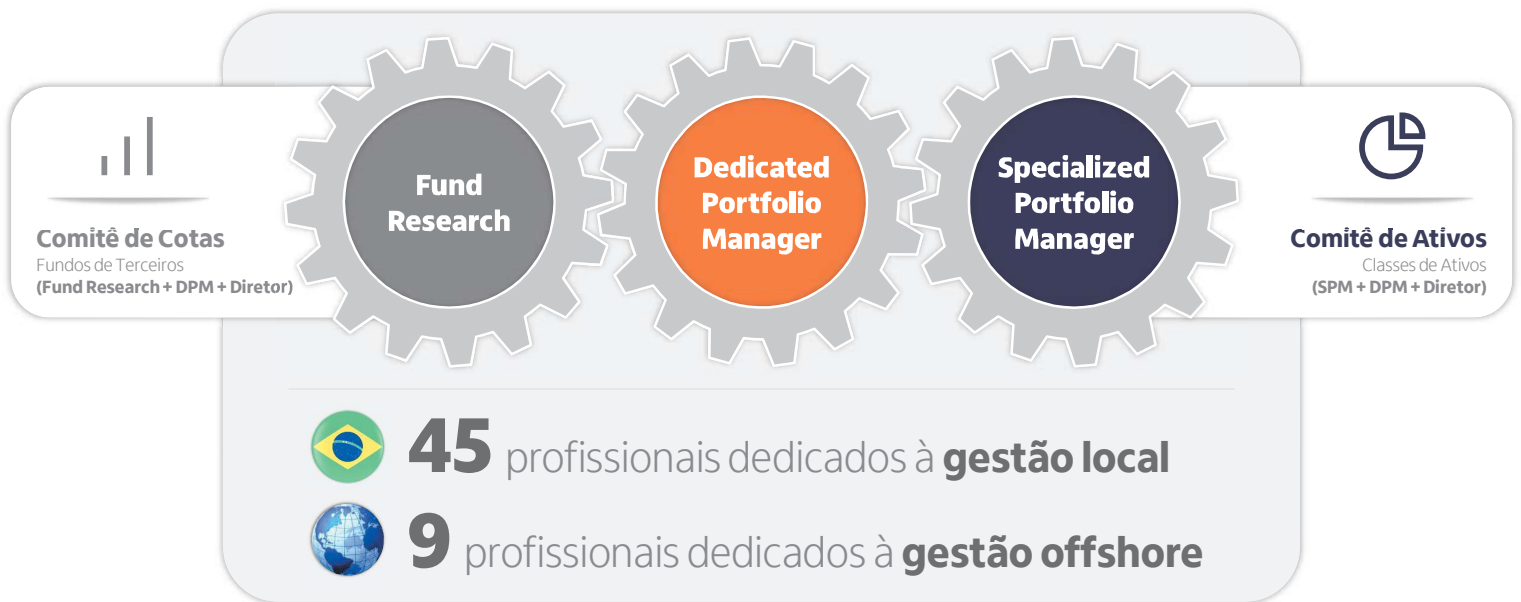 Comitê de Cotas
Fundos de Terceiros
(Fund Research + DPM + Diretor)
Fund
Research
Dedicated
Portfolio
Manager
Specialized
Portfolio
Manager
Comitê de Ativos
Classes de Ativos
(SPM + DPM + Diretor)
45 profissionais dedicados à gestão local
9 profissionais dedicados à gestão offshore